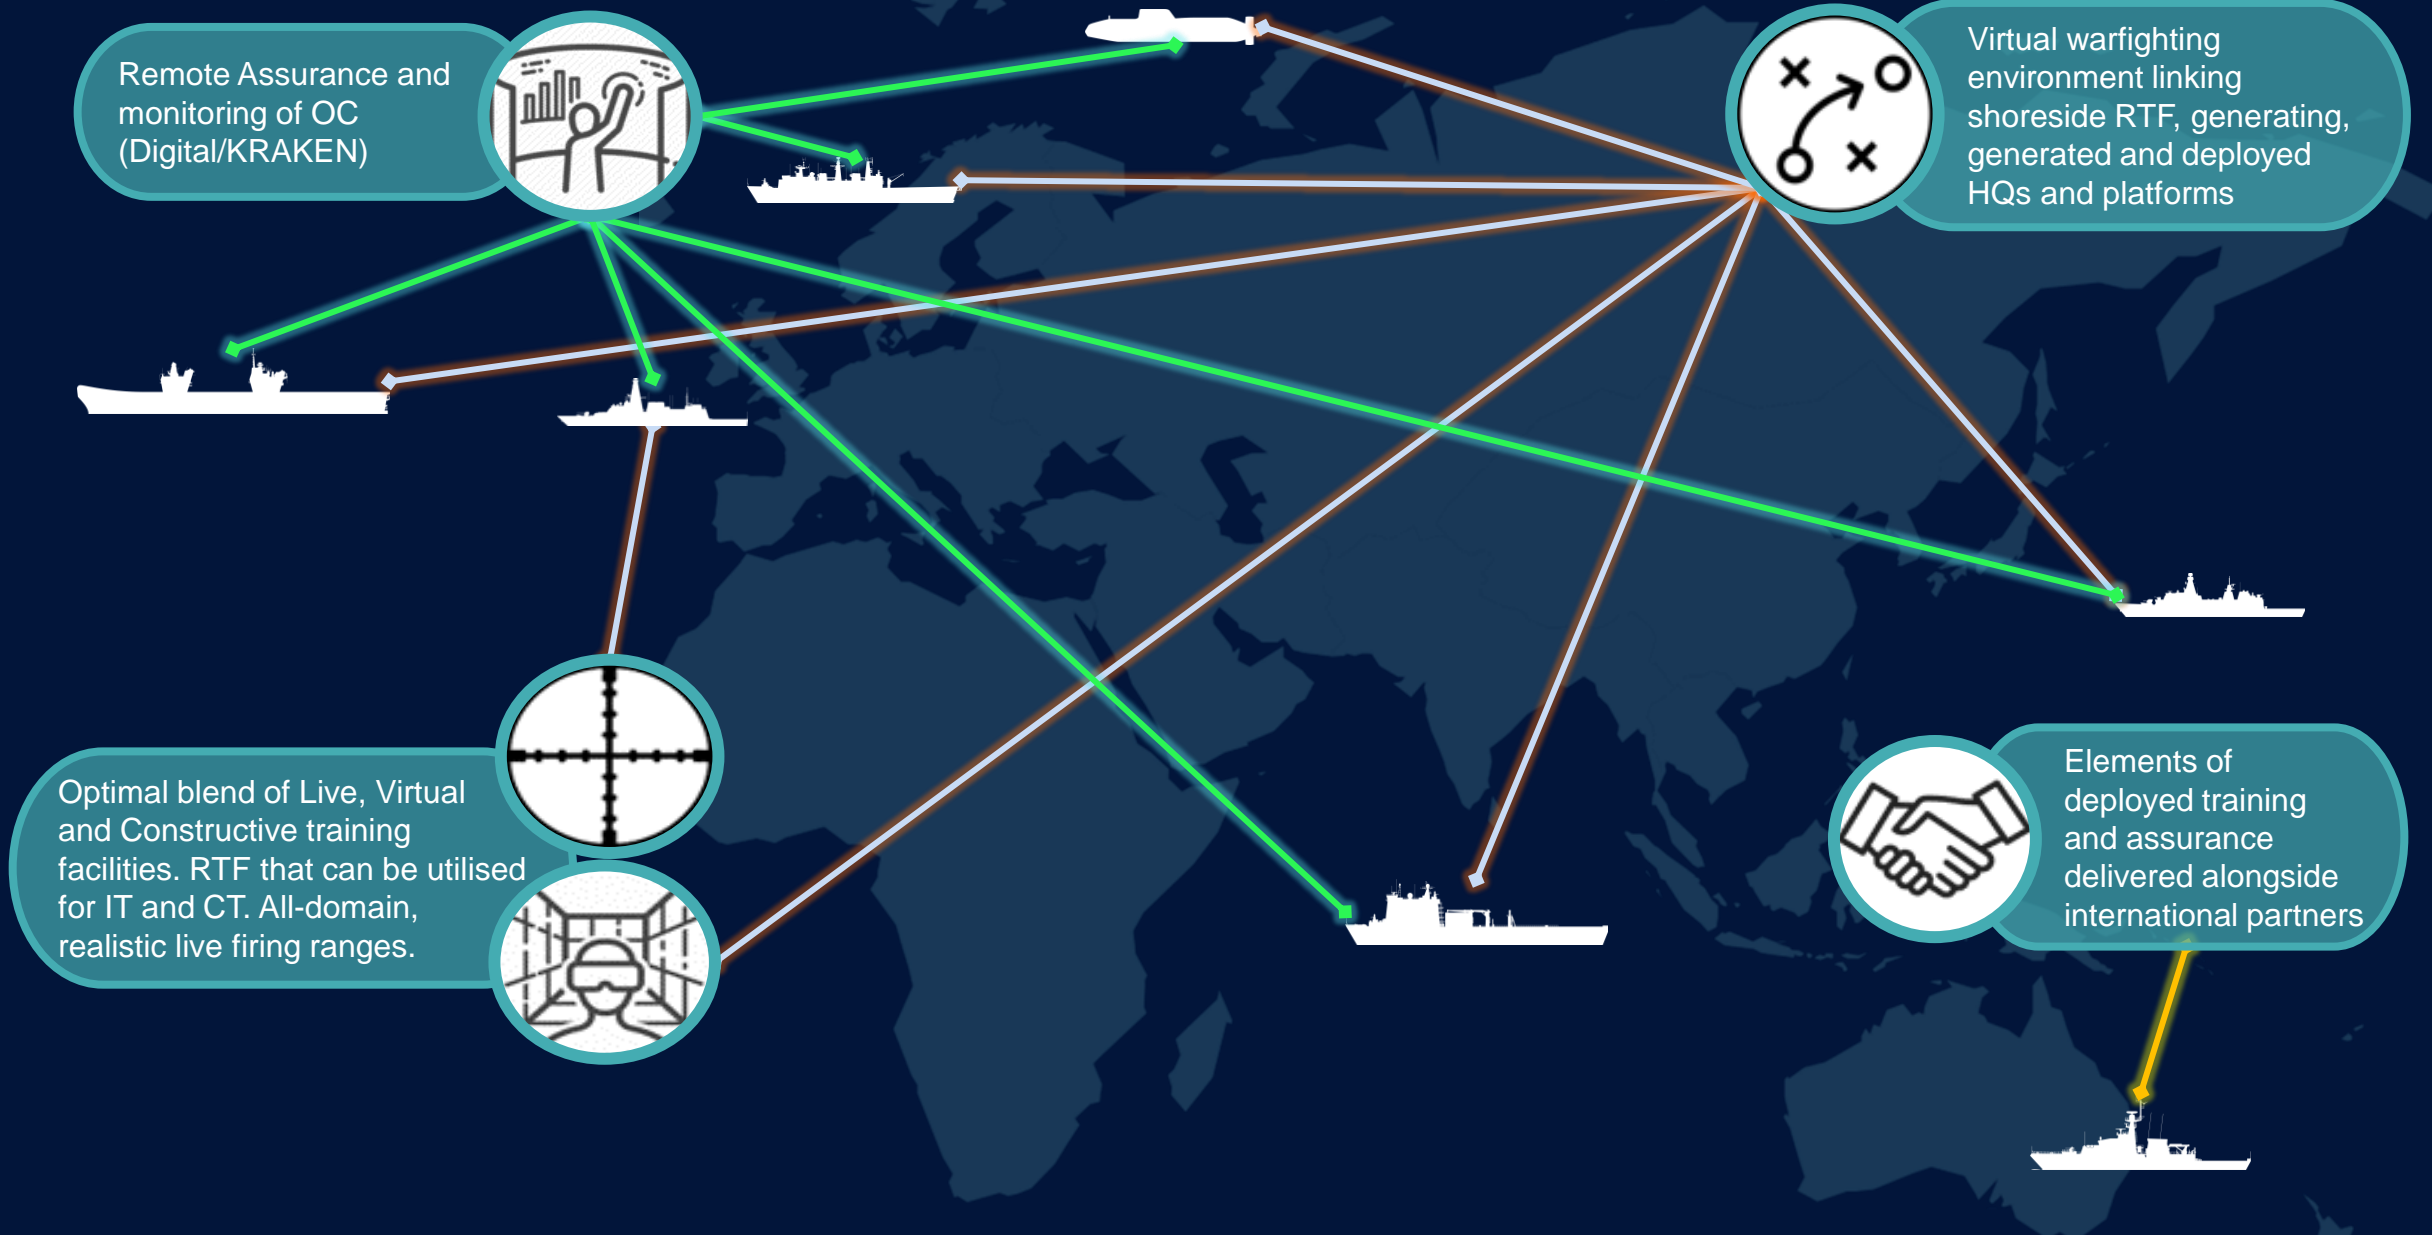 Remote Assurance and
monitoring of OC
(Digital/KRAKEN)
Virtual warfighting
environment linking
shoreside RTF, generating,
generated and deployed
HQs and platforms
Optimal blend of Live, Virtual
and Constructive training
facilities. RTF that can be utilised
for IT and CT. All-domain,
realistic live firing ranges.
Elements of
deployed training
and assurance
delivered alongside
international partners